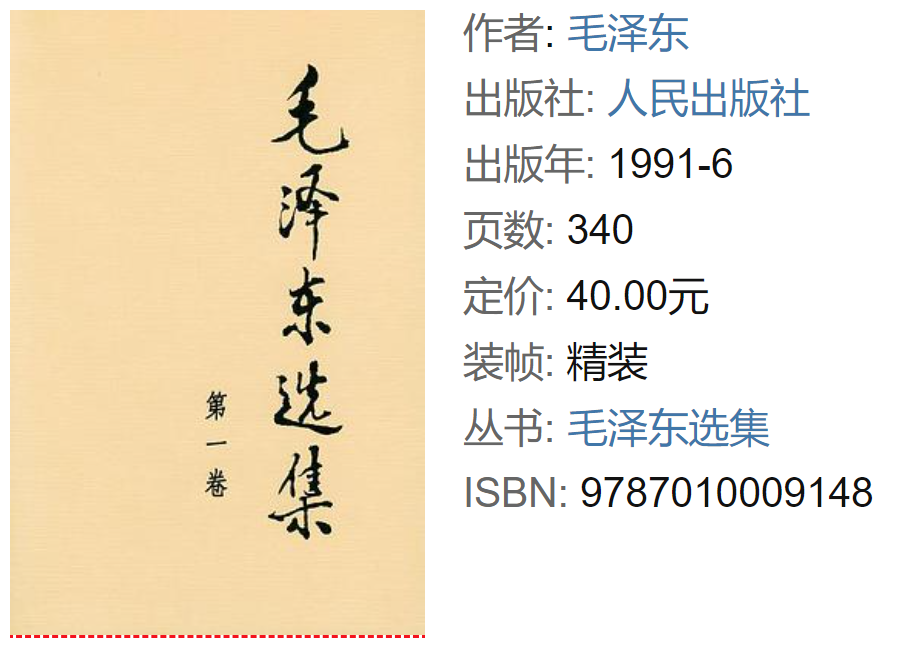 毛泽东选集
第一卷
作者: 毛泽东
出版社: 人民出版社
出版年: 1991-6
页数: 340
定价: 40.00元
装帧: 精装
丛书: 毛泽东选集
ISBN: 9787010009148